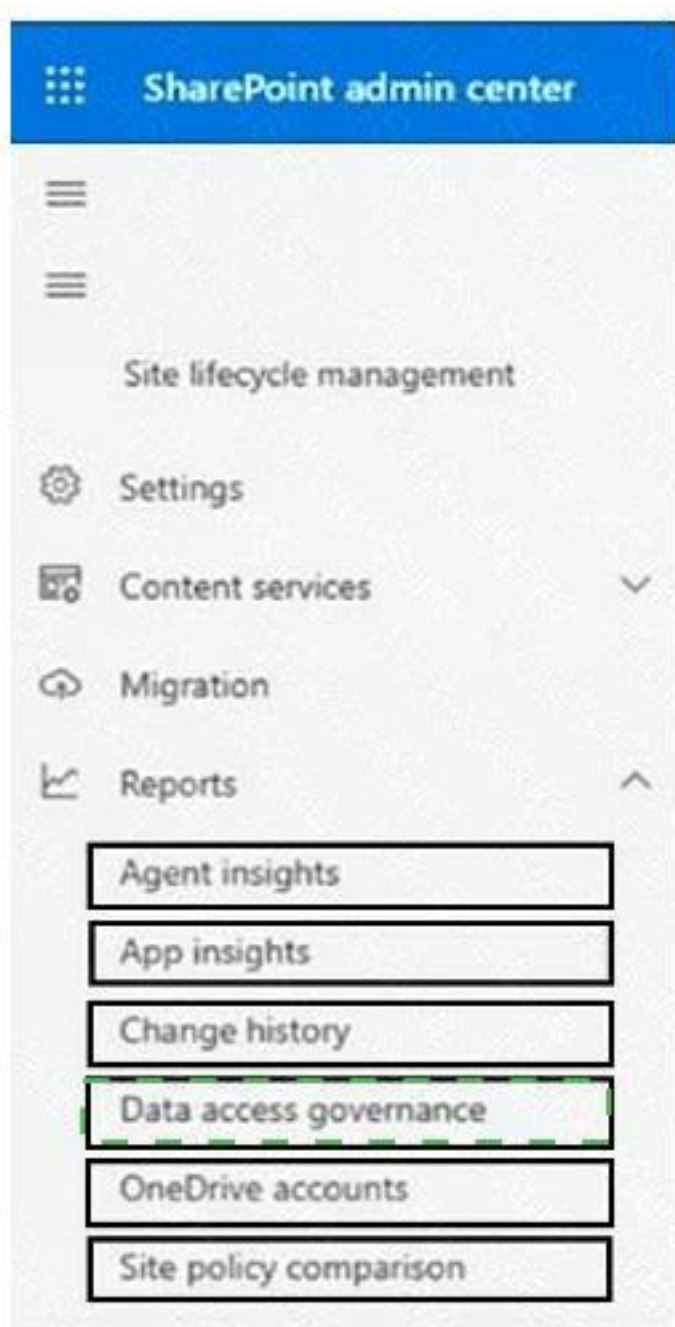 SharePoint admin center
Site lifecycle management
Settings
Content services
Migration
Reports
Agent insights
App insights
Change history
Data access governance
OneDrive accounts
Site policy comparison